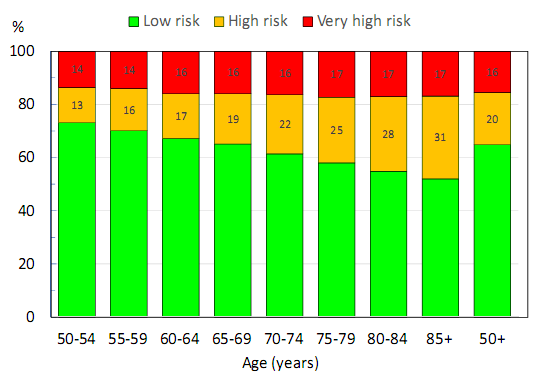 Low risk High risk Very high risk
%
100
14 14 16 16 16 17 17 17 16
80
13 16 17 19 22 25 28 31 20
60
40
20
0
50-54 55-59 60-64 65-69 70-74 75-79 80-84 85+ 50+
Age (years)